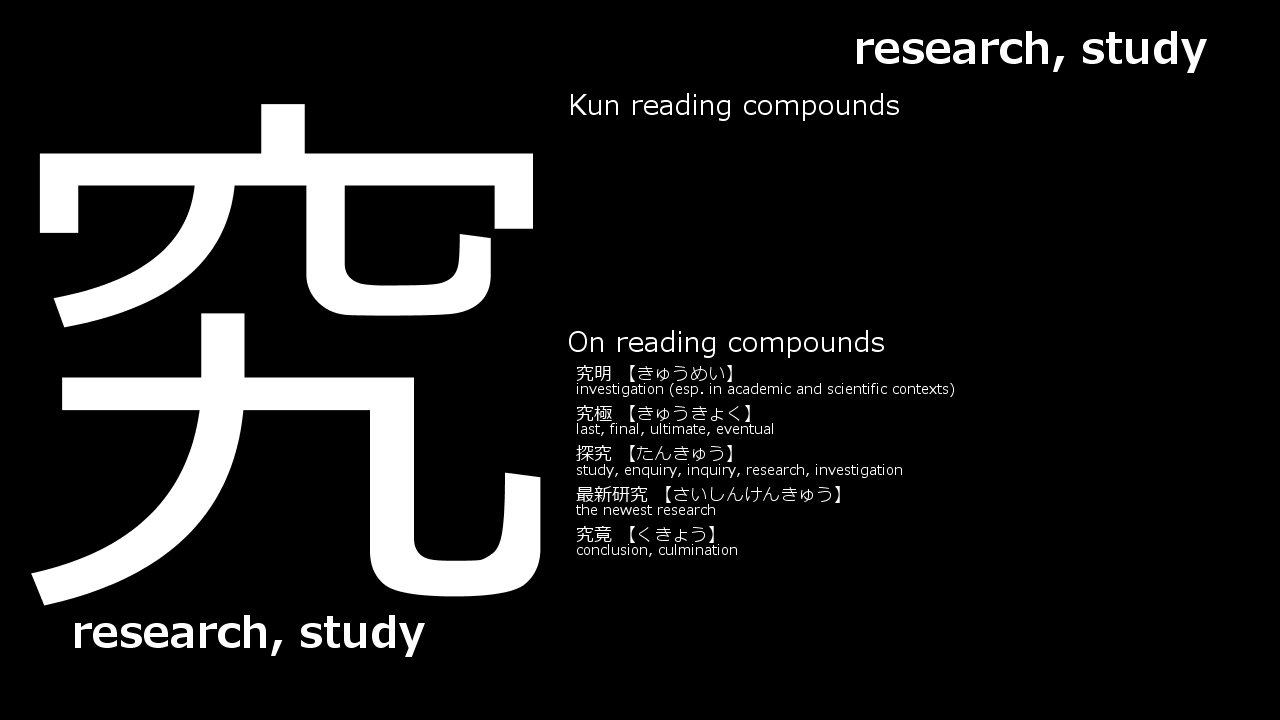 research, study
究
Kun reading compounds
On reading compounds
究明 【きゅうめい】
investigation (esp. in academic and scientific contexts)
究極 【きゅうきょく】
last, final, ultimate, eventual
探究 【たんきゅう】
study, enquiry, inquiry, research, investigation
最新研究 【さいしんけんきゅう】
the newest research
究竟 【くきょう】
conclusion, culmination
research, study